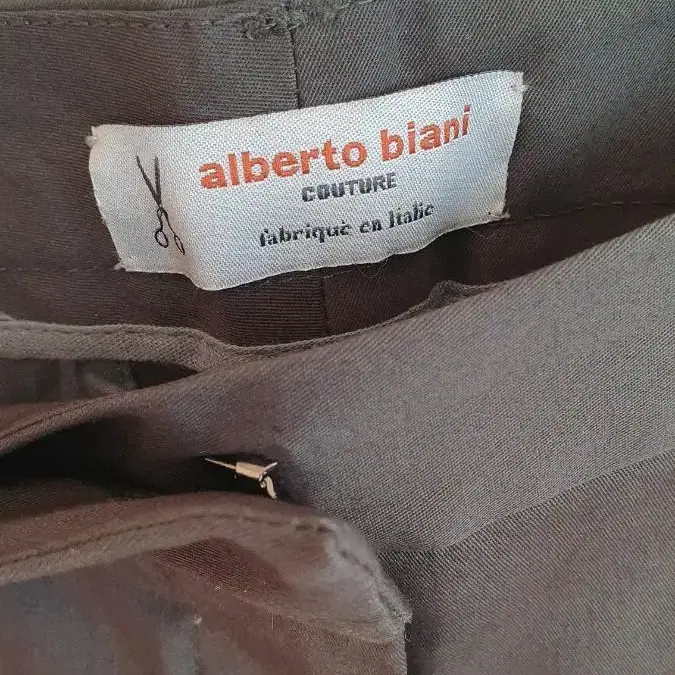 alberto biani
COUTURE
fabriqué en Italie